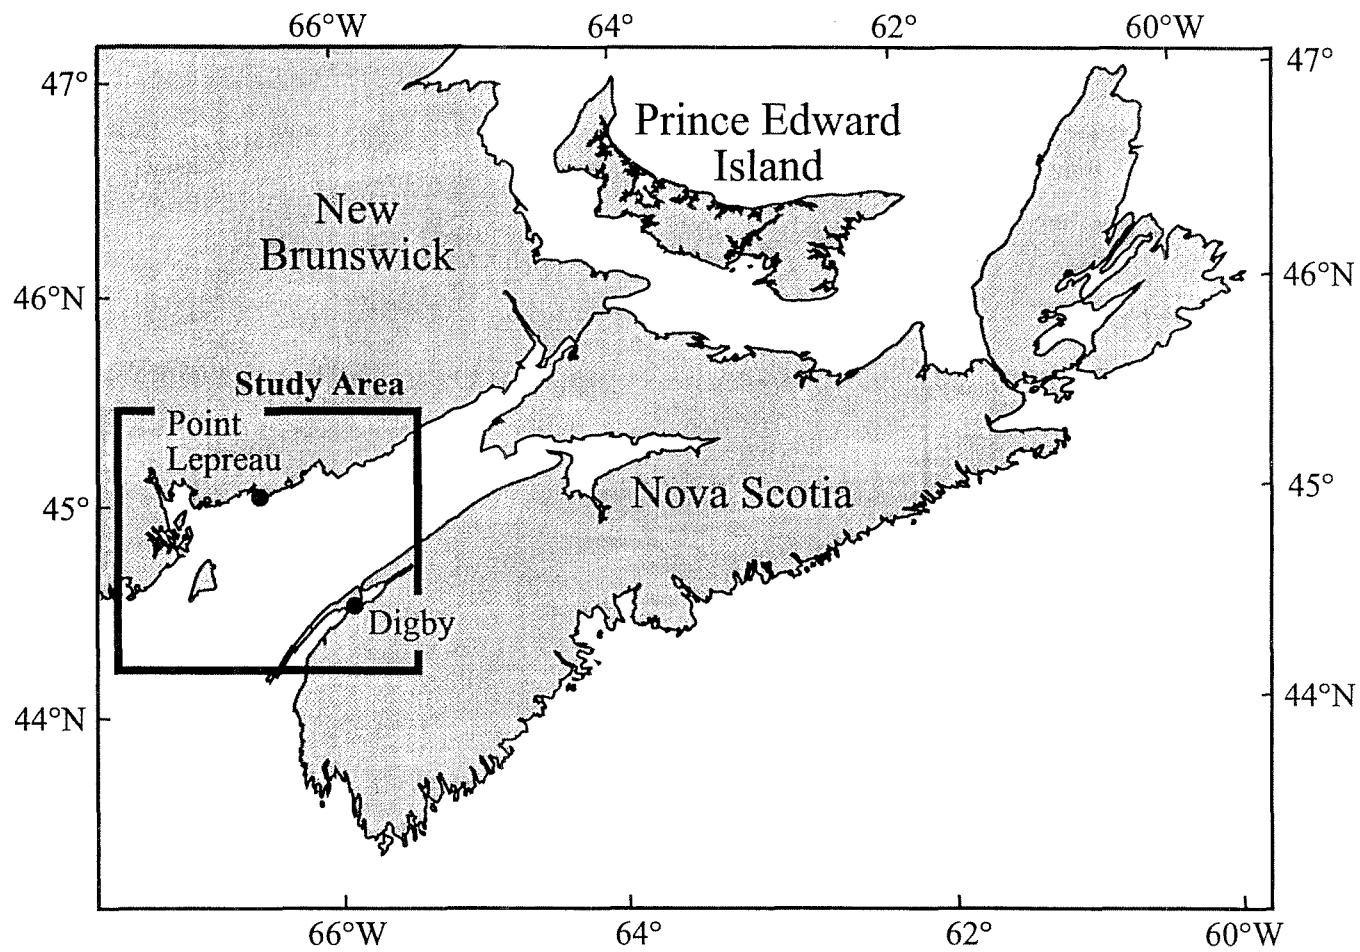 66°W 64° 62° 60°W
47° 47°
Prince Edward
Island
New
Brunswick
46°N 46°N
Study Area
Point
Lepreau
Nova Scotia
45° 45°
Digby
44°N 44°N
66°W 64° 62° 60°W